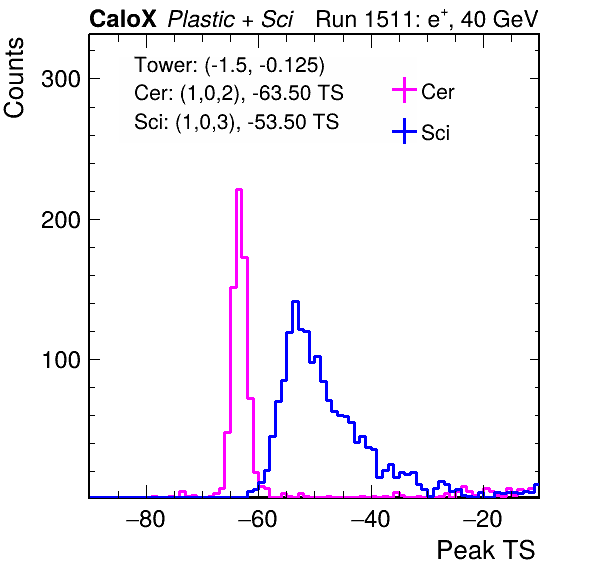 CaloX Plastic + Sci Run 1511: e+, 40 GeV
Counts
Tower: (-1.5, -0.125)
Cer: (1,0,2), -63.50 TS
Sci: (1,0,3), -53.50 TS
Cer
Sci
300
200
100
−80 −60 −40 −20
Peak TS